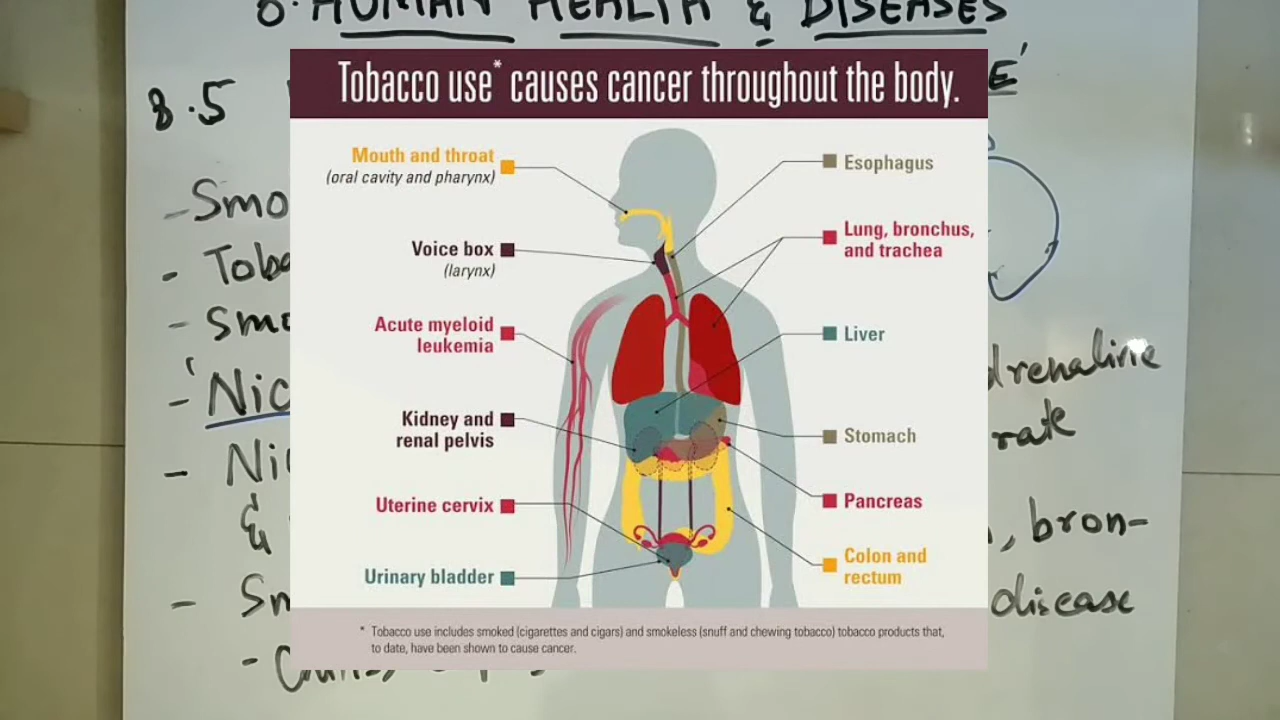 8. HUMAN HEALTH & DISEASES
8.5
Tobacco use* causes cancer throughout the body.
Mouth and throat
(oral cavity and pharynx)
Voice box
(larynx)
Acute myeloid
leukemia
Kidney and
renal pelvis
Uterine cervix
Urinary bladder
Esophagus
Lung, bronchus,
and trachea
Liver
Stomach
Pancreas
Colon and
rectum
* Tobacco use includes smoked (cigarettes and cigars) and smokeless (snuff and chewing tobacco) tobacco products that,
to date, have been shown to cause cancer.
- Smo
- Toba
- Smo
- 'Nic
drenaline
- Nic
rate
&
, bron-
- Sm
disease